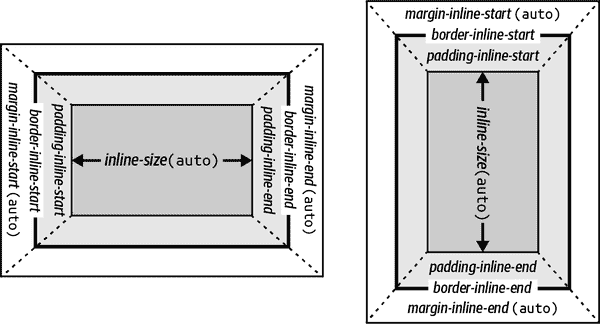 margin-inline-start (auto)
border-inline-start
padding-inline-start
inline-size(auto)
padding-inline-end
border-inline-end
margin-inline-end (auto)
margin-inline-start (auto)
border-inline-start
padding-inline-start
inline-size(auto)
padding-inline-end
border-inline-end
margin-inline-end (auto)